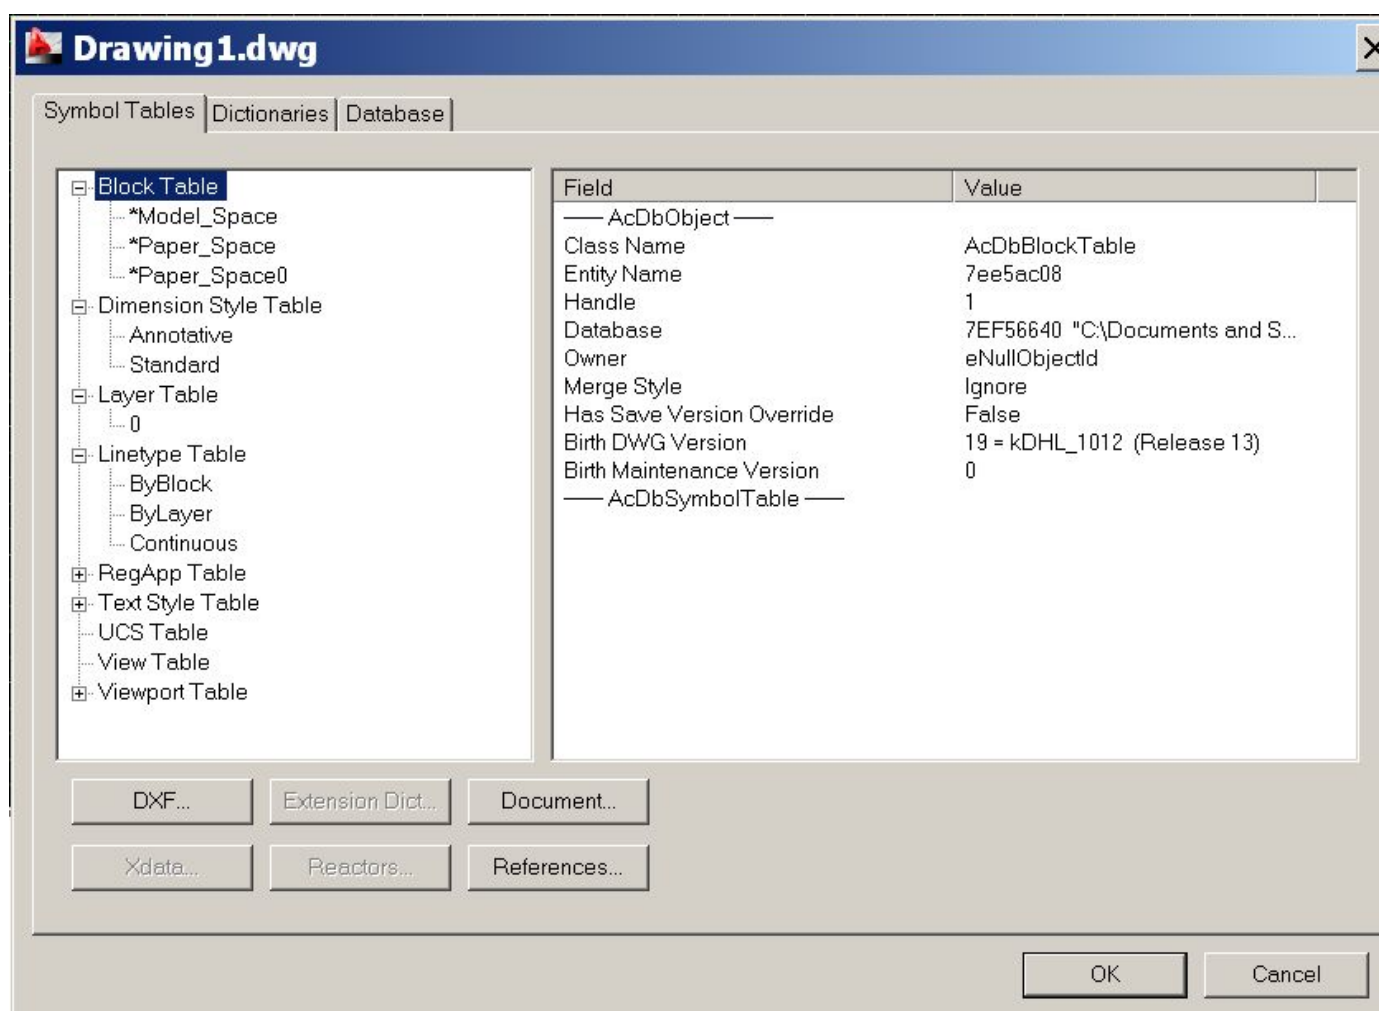 Drawing1.dwg
Symbol Tables Dictionaries Database
Block Table
*Model_Space
*Paper_Space
*Paper_Space0
Dimension Style Table
Annotative
Standard
Layer Table
0
Linetype Table
ByBlock
ByLayer
Continuous
RegApp Table
Text Style Table
UCS Table
View Table
Viewport Table
Field Value
AcDbObject
Class Name AcDbBlockTable
Entity Name 7ee5ac08
Handle 1
Database 7EF56640 "C:\Documents and S...
Owner eNullObjectId
Merge Style Ignore
Has Save Version Override False
Birth DWG Version 19 = kDHL_1012 (Release 13)
Birth Maintenance Version 0
AcDbSymbolTable
DXF... Extension Dict... Document...
Xdata... Reactors... References...
OK Cancel